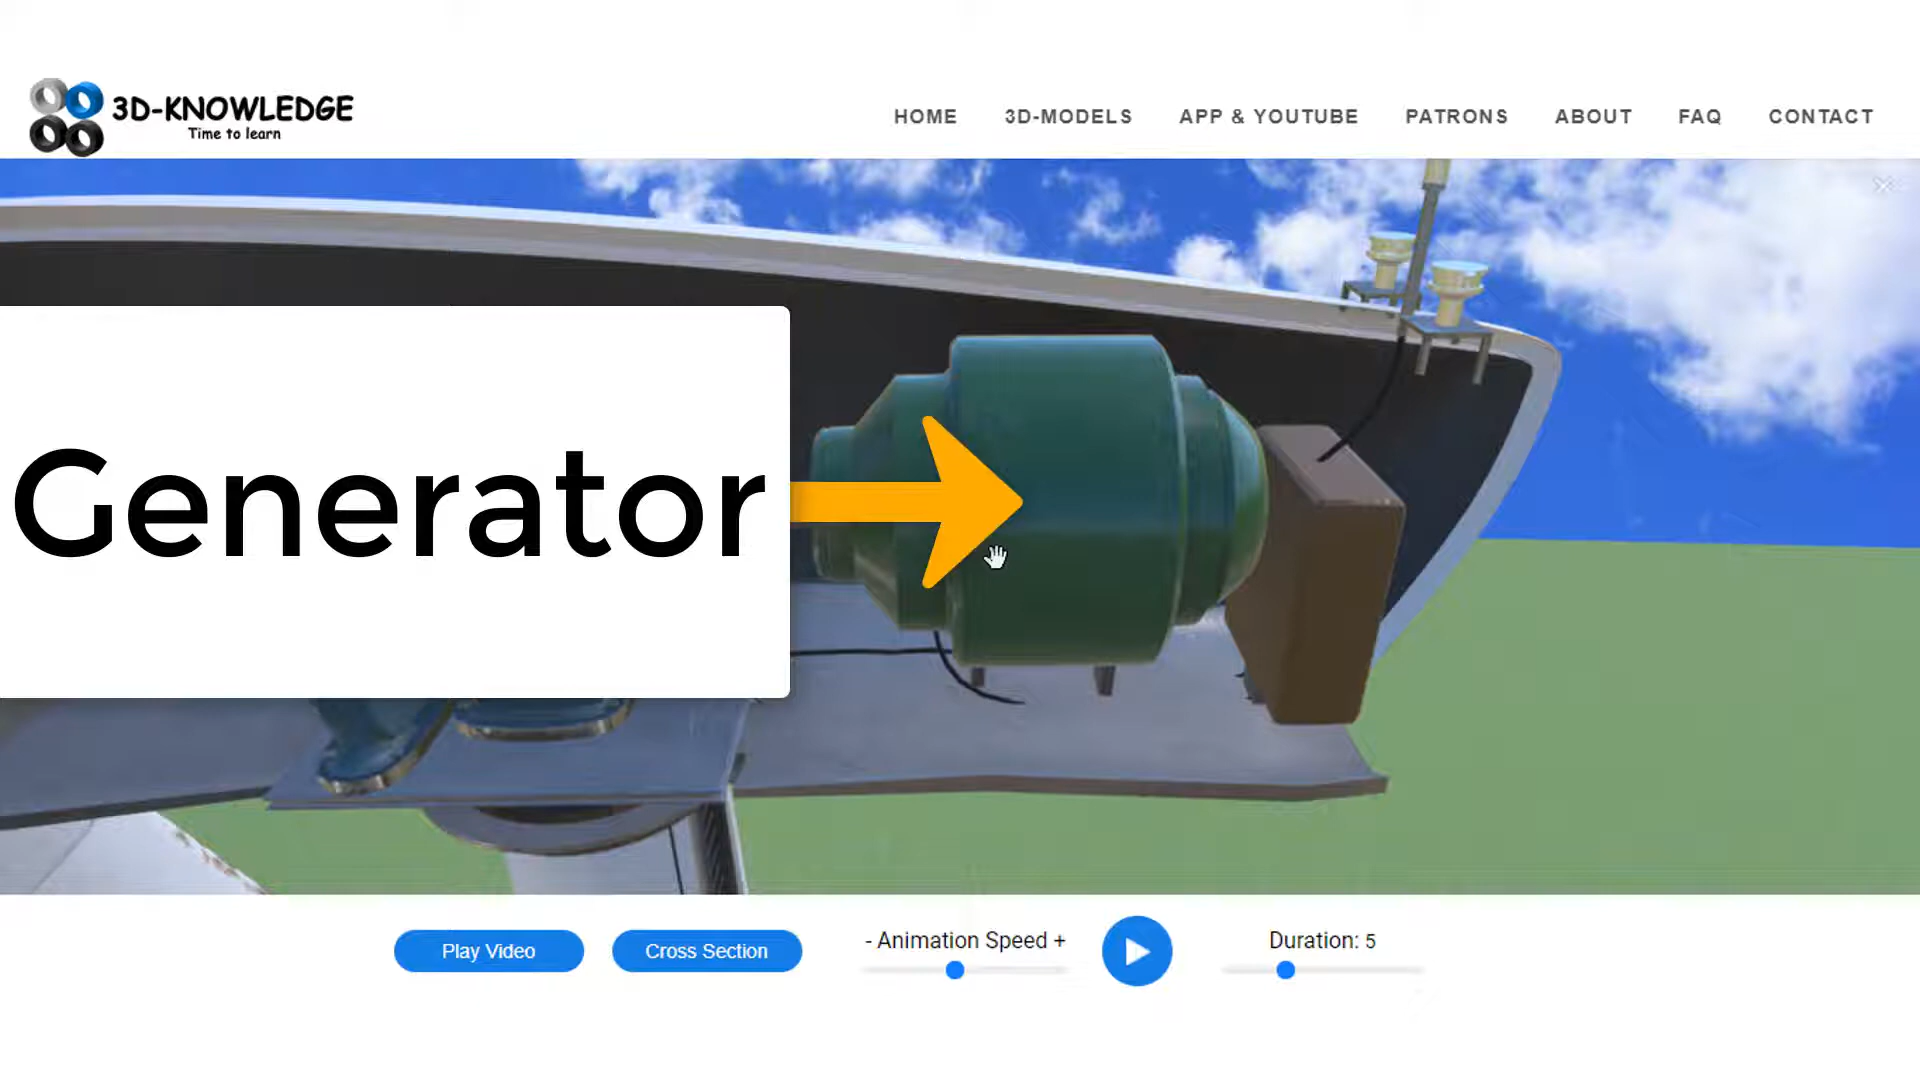 3D-KNOWLEDGE
Time to learn
HOME 3D-MODELS APP & YOUTUBE PATRONS ABOUT FAQ CONTACT
Generator
Play Video Cross Section - Animation Speed + Duration: 5